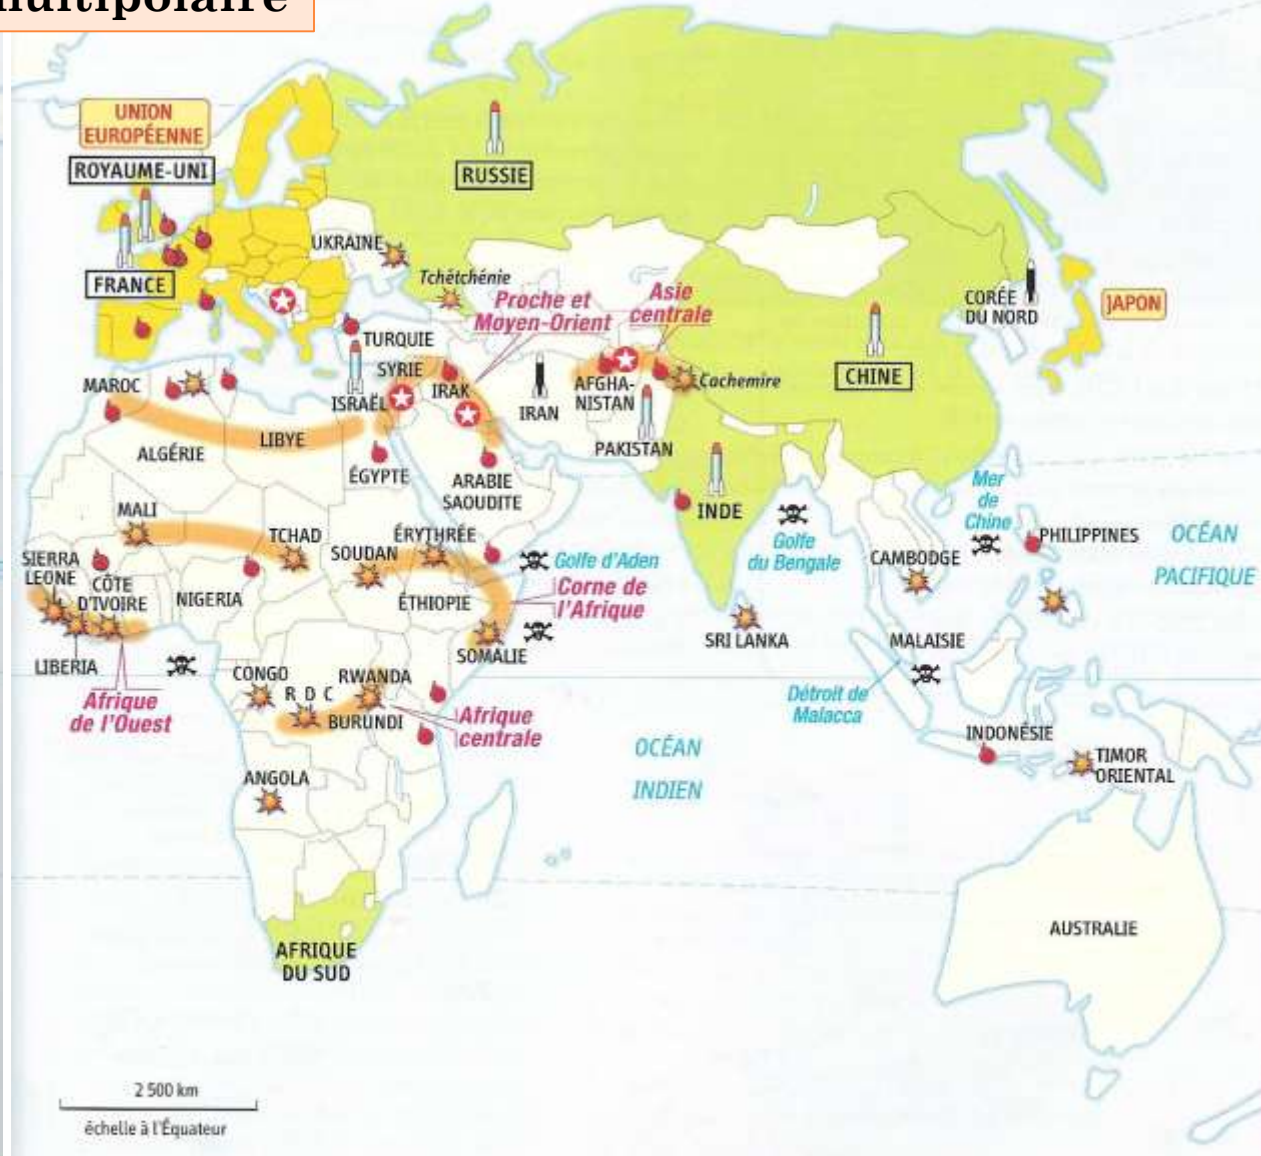 multipolaire
UNION
EUROPÉENNE
ROYAUME-UNI
RUSSIE
UKRAINE
FRANCE
Tchétchénie
Proche et
Moyen-Orient
Asie
centrale
CORÉE
DU NORD
JAPON
TURQUIE
SYRIE
MAROC
ISRAËL
IRAK
IRAN
AFGHA-
NISTAN
Cachemire
CHINE
LIBYE
ALGÉRIE
PAKISTAN
ÉGYPTE
ARABIE
SAOUDITE
Mer
de
Chine
MALI
TCHAD
ÉRYTHRÉE
SOUDAN
INDE
Golfe
du Bengale
PHILIPPINES
OCÉAN
PACIFIQUE
SIERRA
LEONE
CÔTE
D'IVOIRE
NIGERIA
Golfe d'Aden
CAMBODGE
Corne de
l'Afrique
ÉTHIOPIE
SRI LANKA
MALAISIE
SOMALIE
LIBERIA
CONGO
R D C
RWANDA
BURUNDI
Afrique
de l'Ouest
Afrique
centrale
Détroit de
Malacca
INDONÉSIE
OCÉAN
INDIEN
TIMOR
ORIENTAL
ANGOLA
AUSTRALIE
AFRIQUE
DU SUD
2 500 km
échelle à l'Équateur